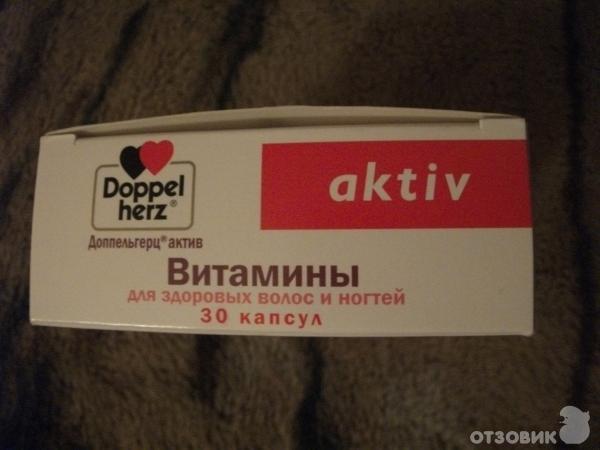 Doppel
herz®
aktiv
Доппельгерц® актив
Витамины
для здоровых волос и ногтей
30 капсул
отзовик